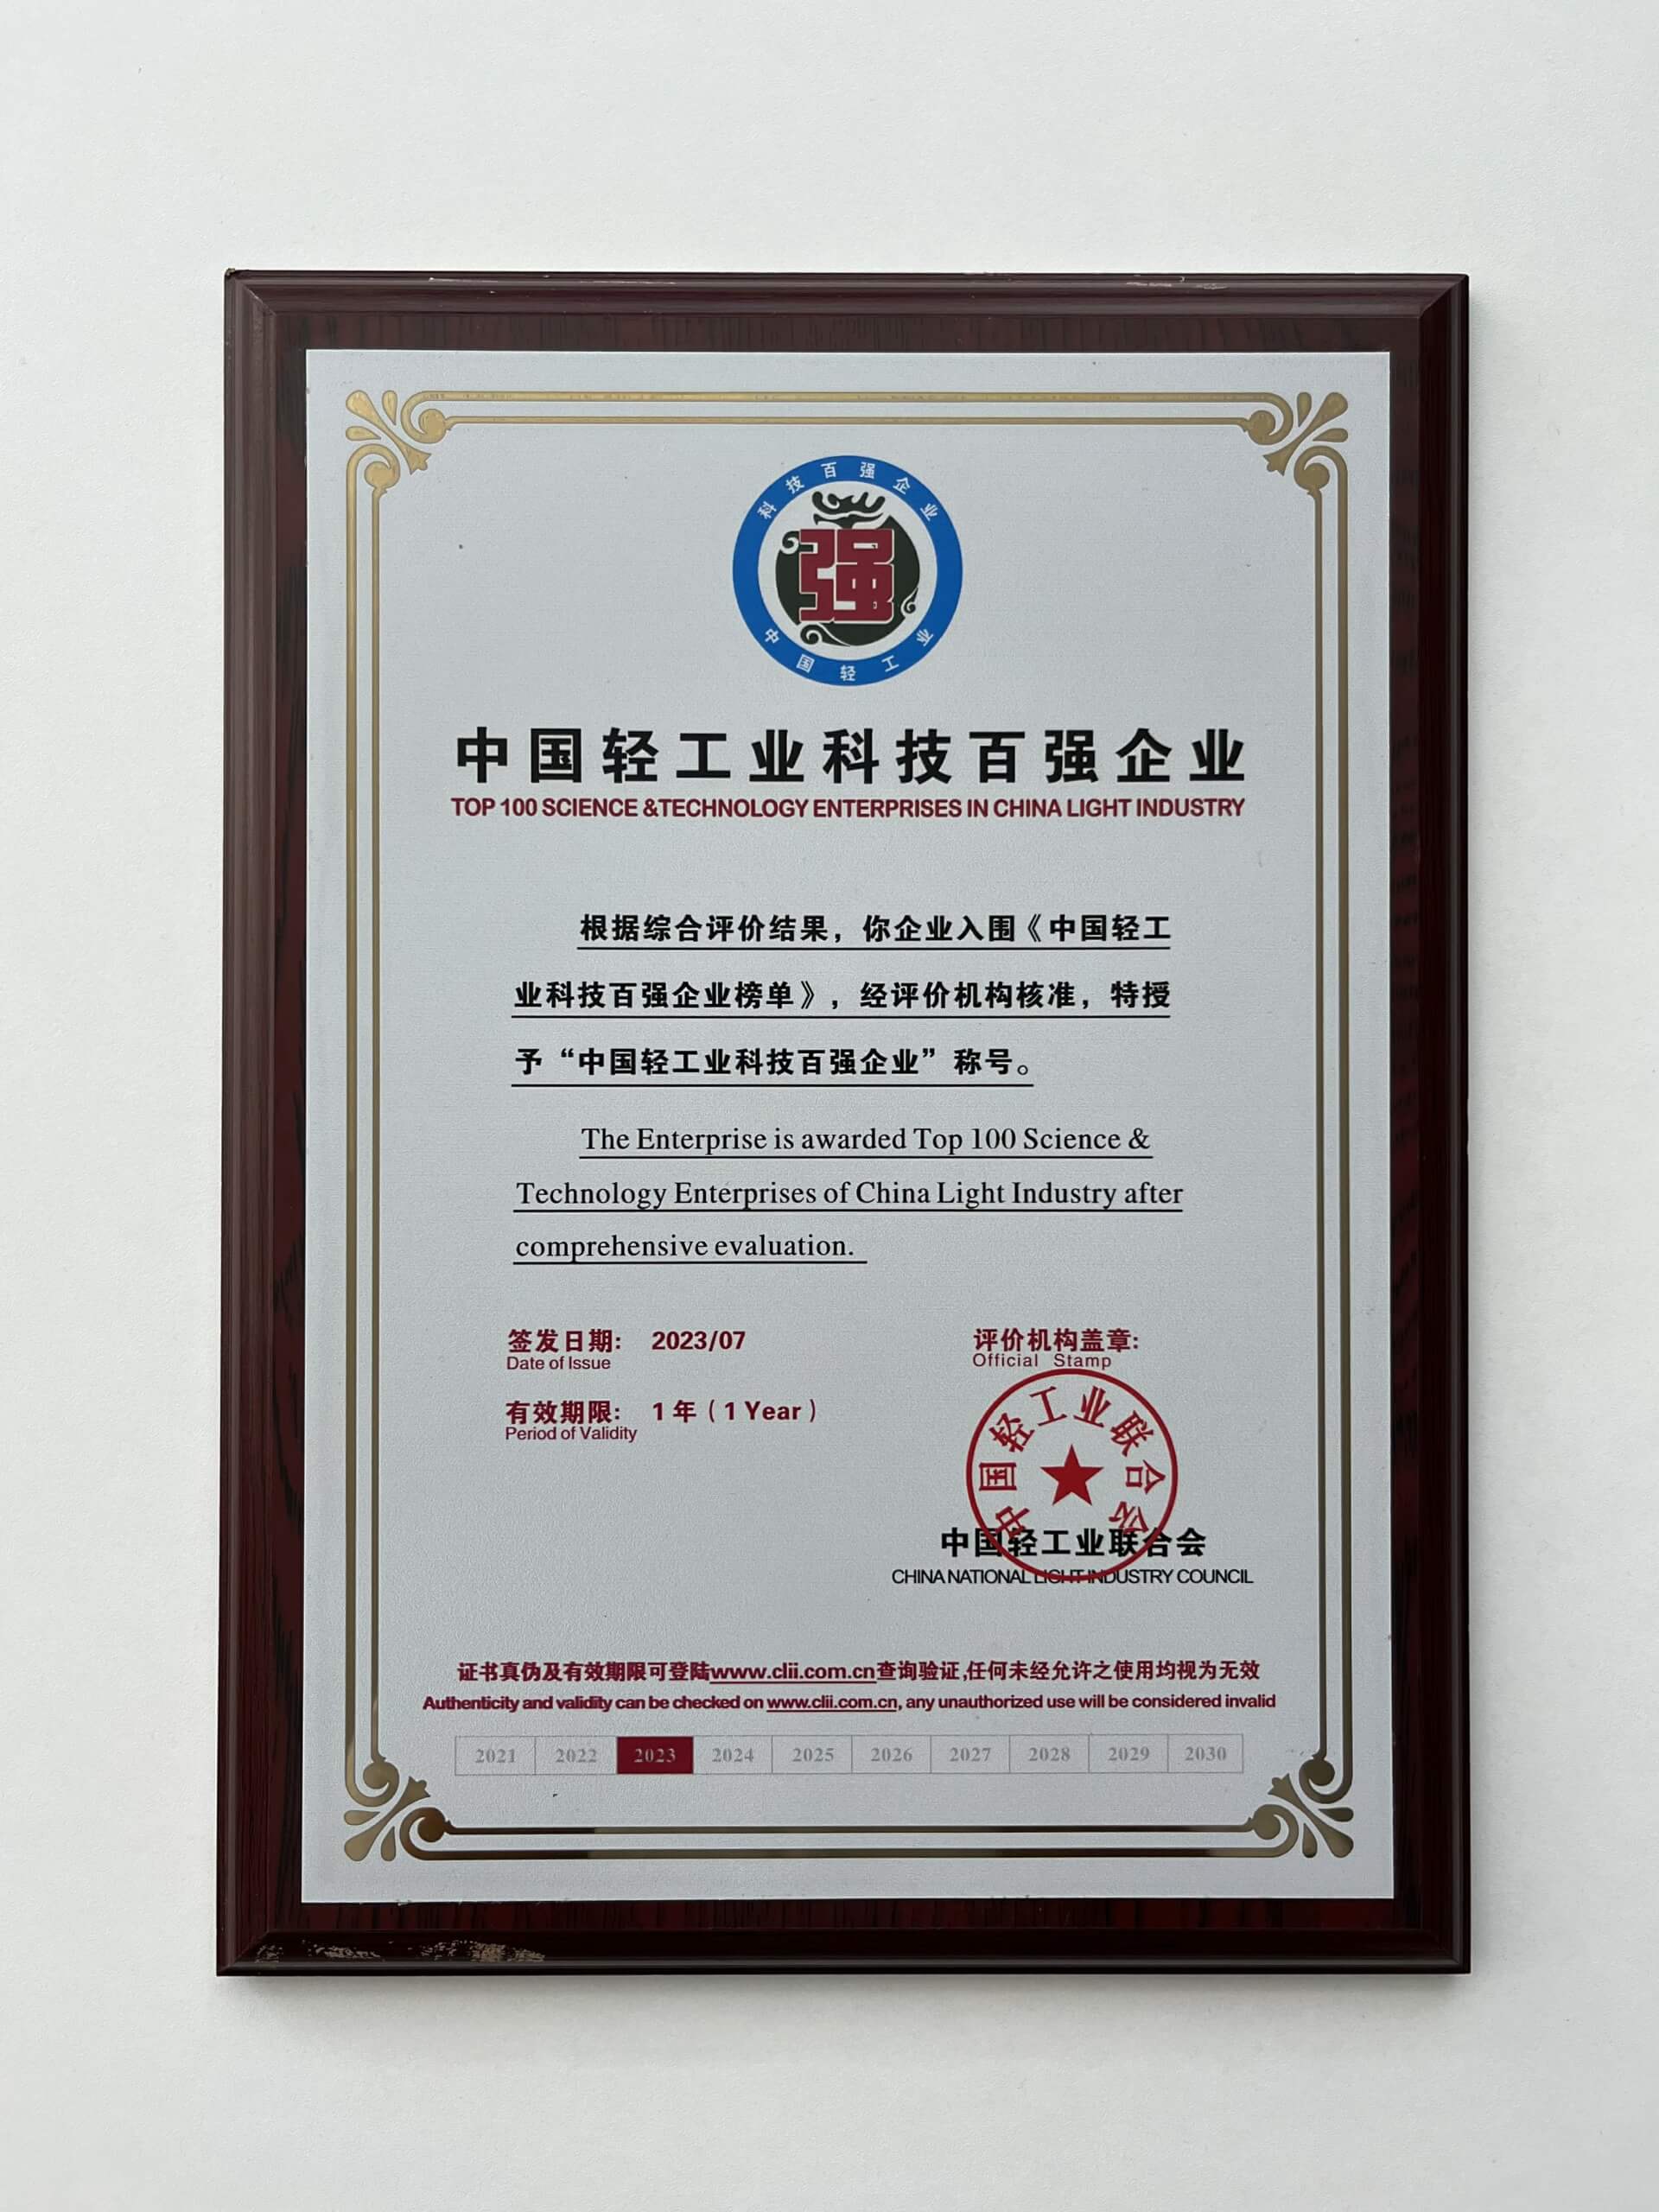 科技百强企业
强
中国轻工业
中国轻工业科技百强企业
TOP 100 SCIENCE &TECHNOLOGY ENTERPRISES IN CHINA LIGHT INDUSTRY
根据综合评价结果，你企业入围《中国轻工
业科技百强企业榜单》，经评价机构核准，特授
予“中国轻工业科技百强企业”称号。
The Enterprise is awarded Top 100 Science &
Technology Enterprises of China Light Industry after
comprehensive evaluation.
签发日期： 2023/07
Date of Issue
有效期限： 1 年（1 Year）
Period of Validity
评价机构盖章：
Official Stamp
中国轻工业联合会
中国轻工业联合会
CHINA NATIONAL LIGHT INDUSTRY COUNCIL
证书真伪及有效期限可登陆www.clii.com.cn查询验证,任何未经允许之使用均视为无效
Authenticity and validity can be checked on www.clii.com.cn, any unauthorized use will be considered invalid
2021 2022 2023 2024 2025 2026 2027 2028 2029 2030